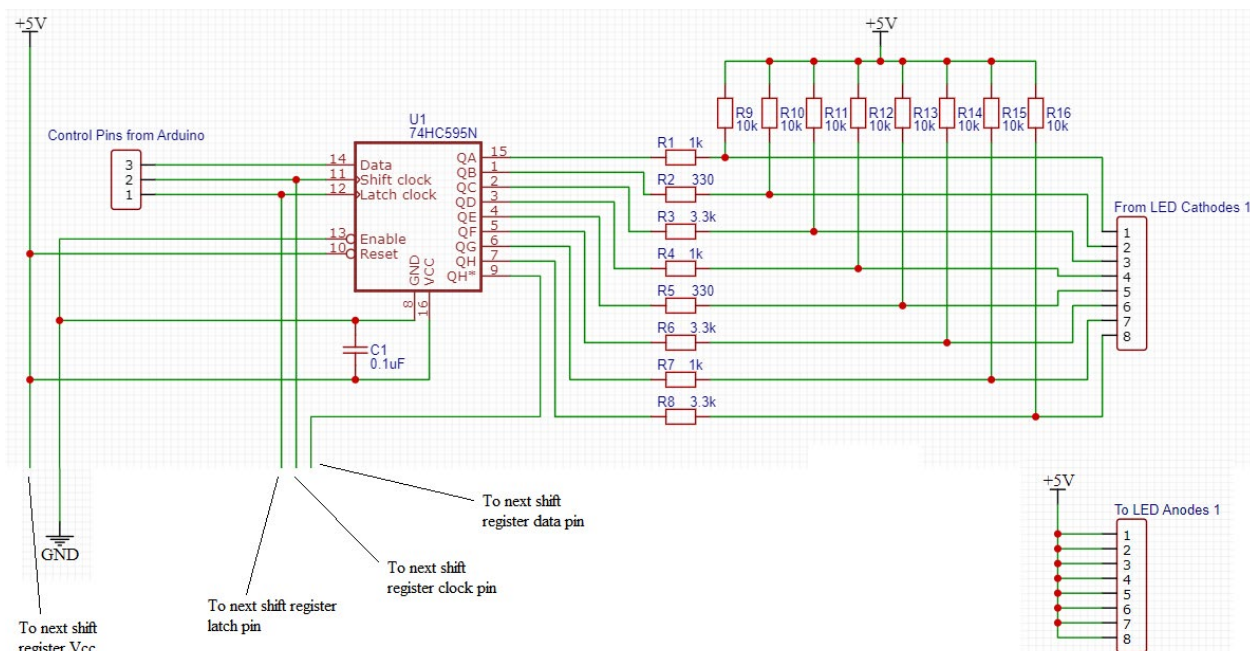 +5V
+5V
Control Pins from Arduino
3
2
1
U1
74HC595N
14 Data
11 Shift clock
12 Latch clock
13 Enable
10 Reset
GND
VCC
8
16
QA 15
QB 1
QC 2
QD 3
QE 4
QF 5
QG 6
QH 7
QH* 9
C1
0.1uF
R1 1k
R2 330
R3 3.3k
R4 1k
R5 330
R6 3.3k
R7 1k
R8 3.3k
R9 R10 R11 R12 R13 R14 R15 R16
10k 10k 10k 10k 10k 10k 10k 10k
From LED Cathodes 1
1
2
3
4
5
6
7
8
GND
To next shift
register Vcc
To next shift register
latch pin
To next shift
register clock pin
To next shift
register data pin
+5V
To LED Anodes 1
1
2
3
4
5
6
7
8